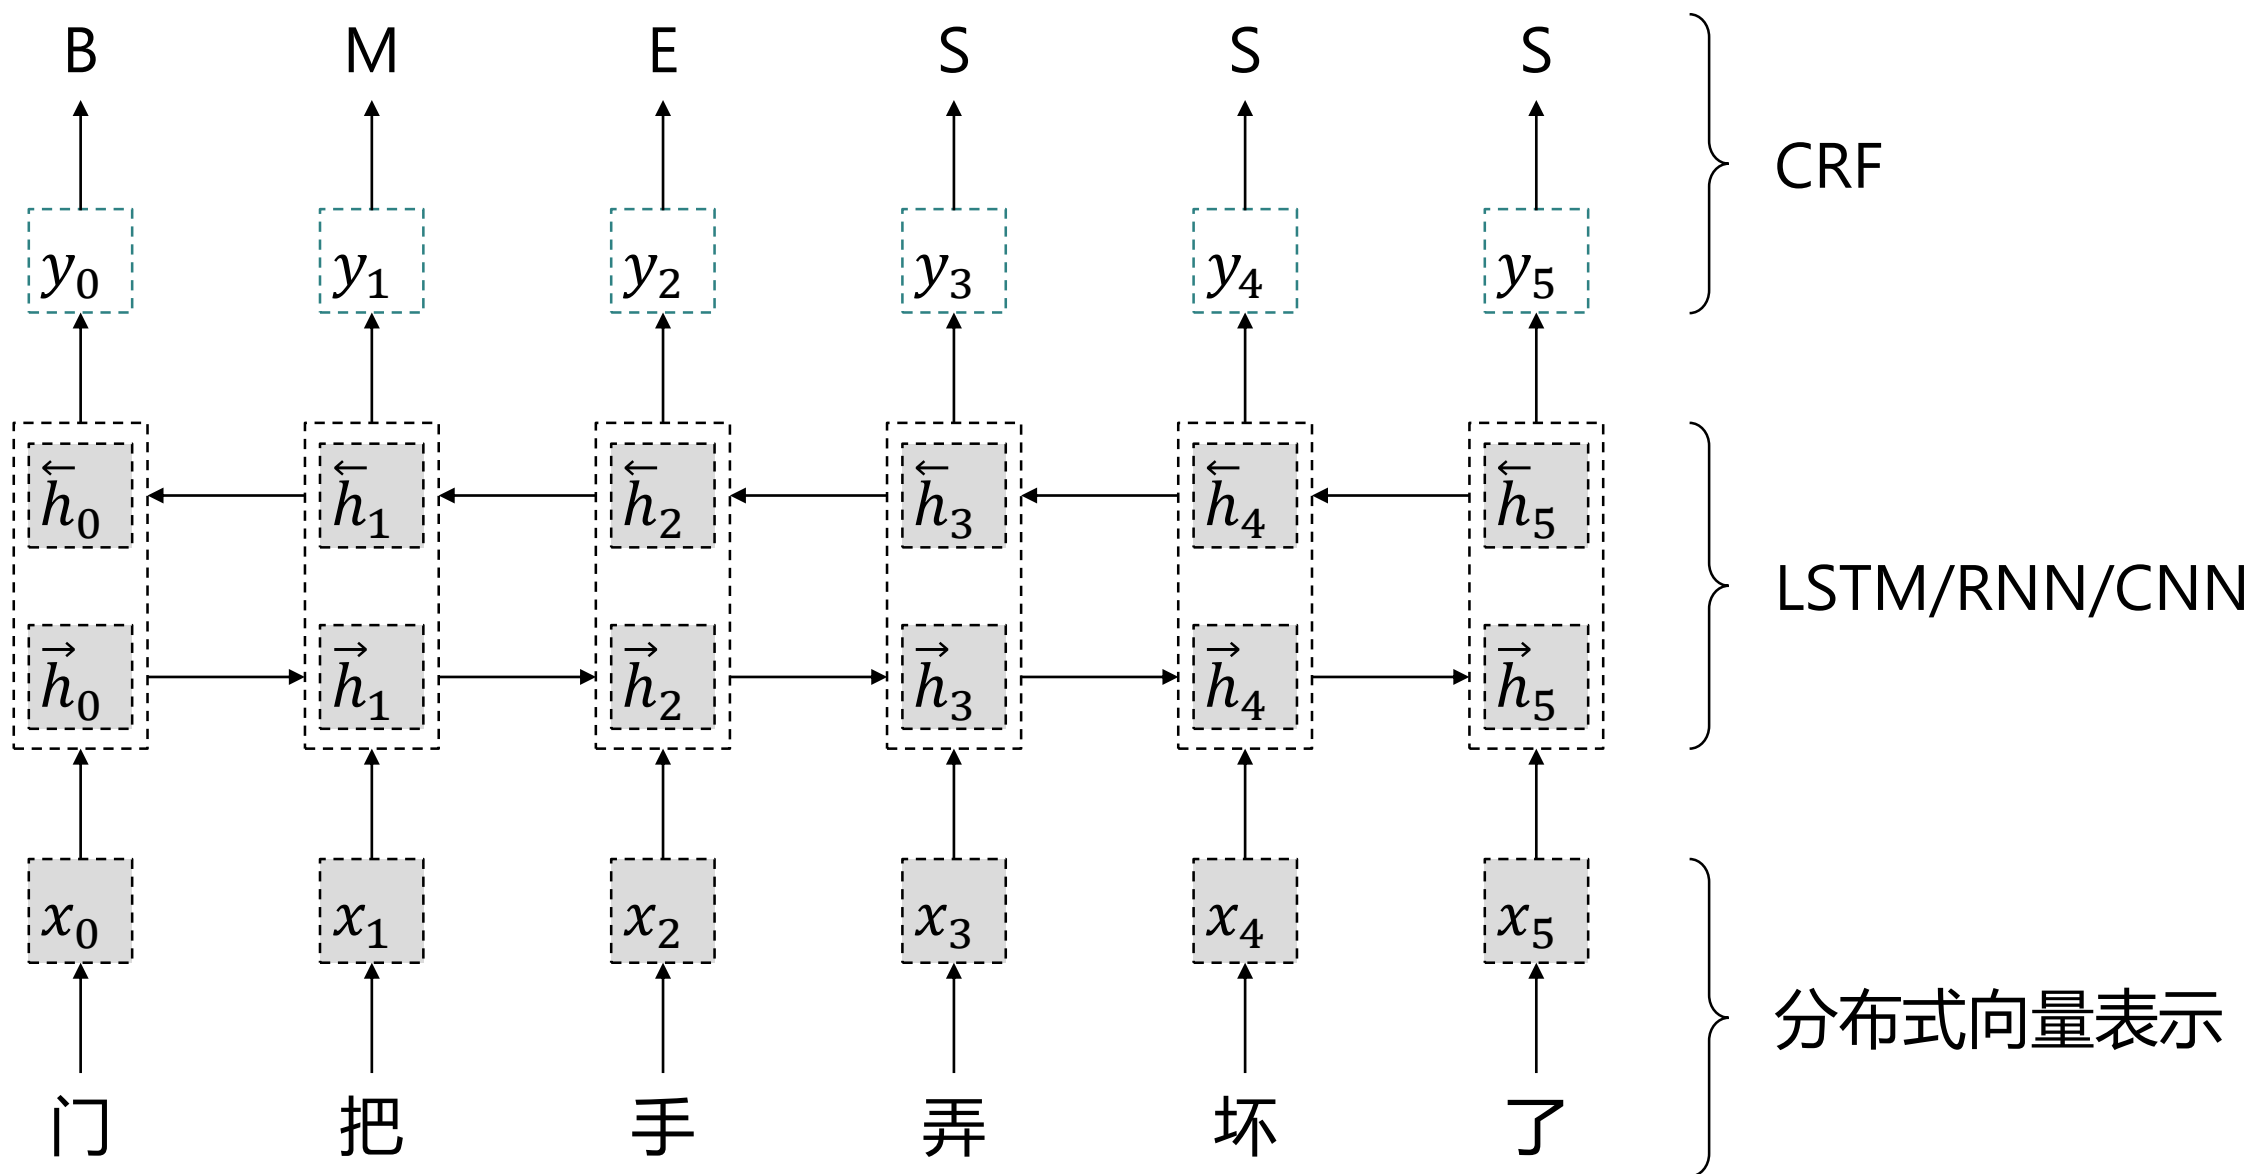 B M E S S S
CRF
y₀ y₁ y₂ y₃ y₄ y₅
←h₀ ←h₁ ←h₂ ←h₃ ←h₄ ←h₅
LSTM/RNN/CNN
→h₀ →h₁ →h₂ →h₃ →h₄ →h₅
x₀ x₁ x₂ x₃ x₄ x₅
分布式向量表示
门 把 手 弄 坏 了